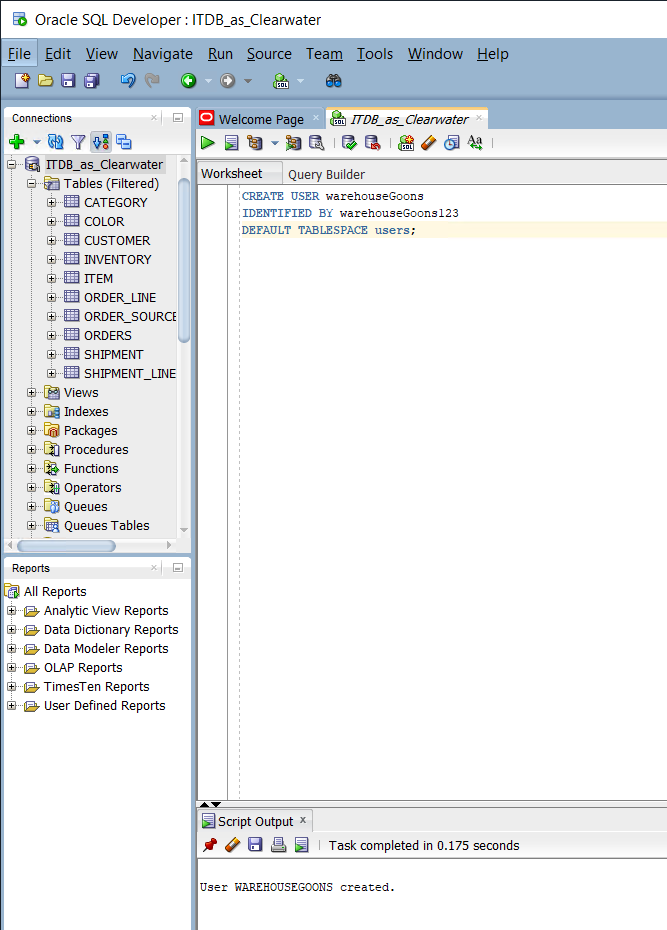 Oracle SQL Developer : ITDB_as_Clearwater
File Edit View Navigate Run Source Team Tools Window Help
Connections
ITDB_as_Clearwater
Tables (Filtered)
CATEGORY
COLOR
CUSTOMER
INVENTORY
ITEM
ORDER_LINE
ORDER_SOURCE
ORDERS
SHIPMENT
SHIPMENT_LINE
Views
Indexes
Packages
Procedures
Functions
Operators
Queues
Queues Tables
Reports
All Reports
Analytic View Reports
Data Dictionary Reports
Data Modeler Reports
OLAP Reports
TimesTen Reports
User Defined Reports
Welcome Page ITDB_as_Clearwater
SQL
Aa
Worksheet Query Builder
CREATE USER warehouseGoons
IDENTIFIED BY warehouseGoons123
DEFAULT TABLESPACE users;
Script Output x
Task completed in 0.175 seconds
User WAREHOUSEGOONS created.